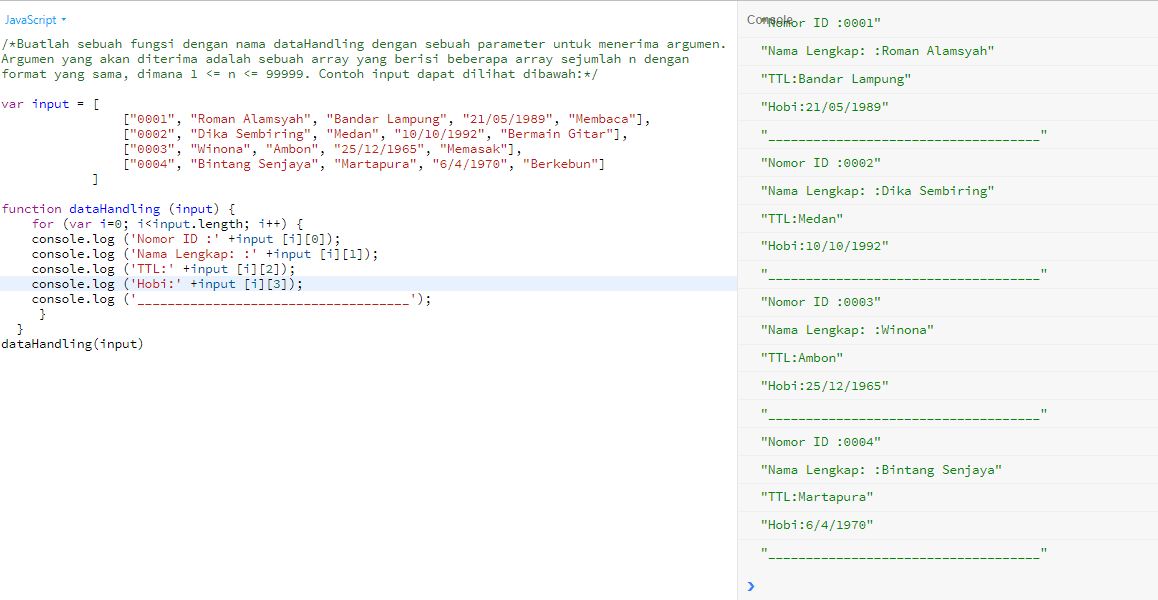 JavaScript
/*Buatlah sebuah fungsi dengan nama dataHandling dengan sebuah parameter untuk menerima argumen.
Argumen yang akan diterima adalah sebuah array yang berisi beberapa array sejumlah n dengan
format yang sama, dimana 1 <= n <= 99999. Contoh input dapat dilihat dibawah:*/
var input = [
["0001", "Roman Alamsyah", "Bandar Lampung", "21/05/1989", "Membaca"],
["0002", "Dika Sembiring", "Medan", "10/10/1992", "Bermain Gitar"],
["0003", "Winona", "Ambon", "25/12/1965", "Memasak"],
["0004", "Bintang Senjaya", "Martapura", "6/4/1970", "Berkebun"]
]
function dataHandling (input) {
for (var i=0; i<input.length; i++) {
console.log ('Nomor ID :' +input [i][0]);
console.log ('Nama Lengkap: :' +input [i][1]);
console.log ('TTL:' +input [i][2]);
console.log ('Hobi:' +input [i][3]);
console.log ('____________________________________');
}
}
dataHandling(input)
Console
"Nomor ID :0001"
"Nama Lengkap: :Roman Alamsyah"
"TTL:Bandar Lampung"
"Hobi:21/05/1989"
"____________________________________"
"Nomor ID :0002"
"Nama Lengkap: :Dika Sembiring"
"TTL:Medan"
"Hobi:10/10/1992"
"____________________________________"
"Nomor ID :0003"
"Nama Lengkap: :Winona"
"TTL:Ambon"
"Hobi:25/12/1965"
"____________________________________"
"Nomor ID :0004"
"Nama Lengkap: :Bintang Senjaya"
"TTL:Martapura"
"Hobi:6/4/1970"
"____________________________________"